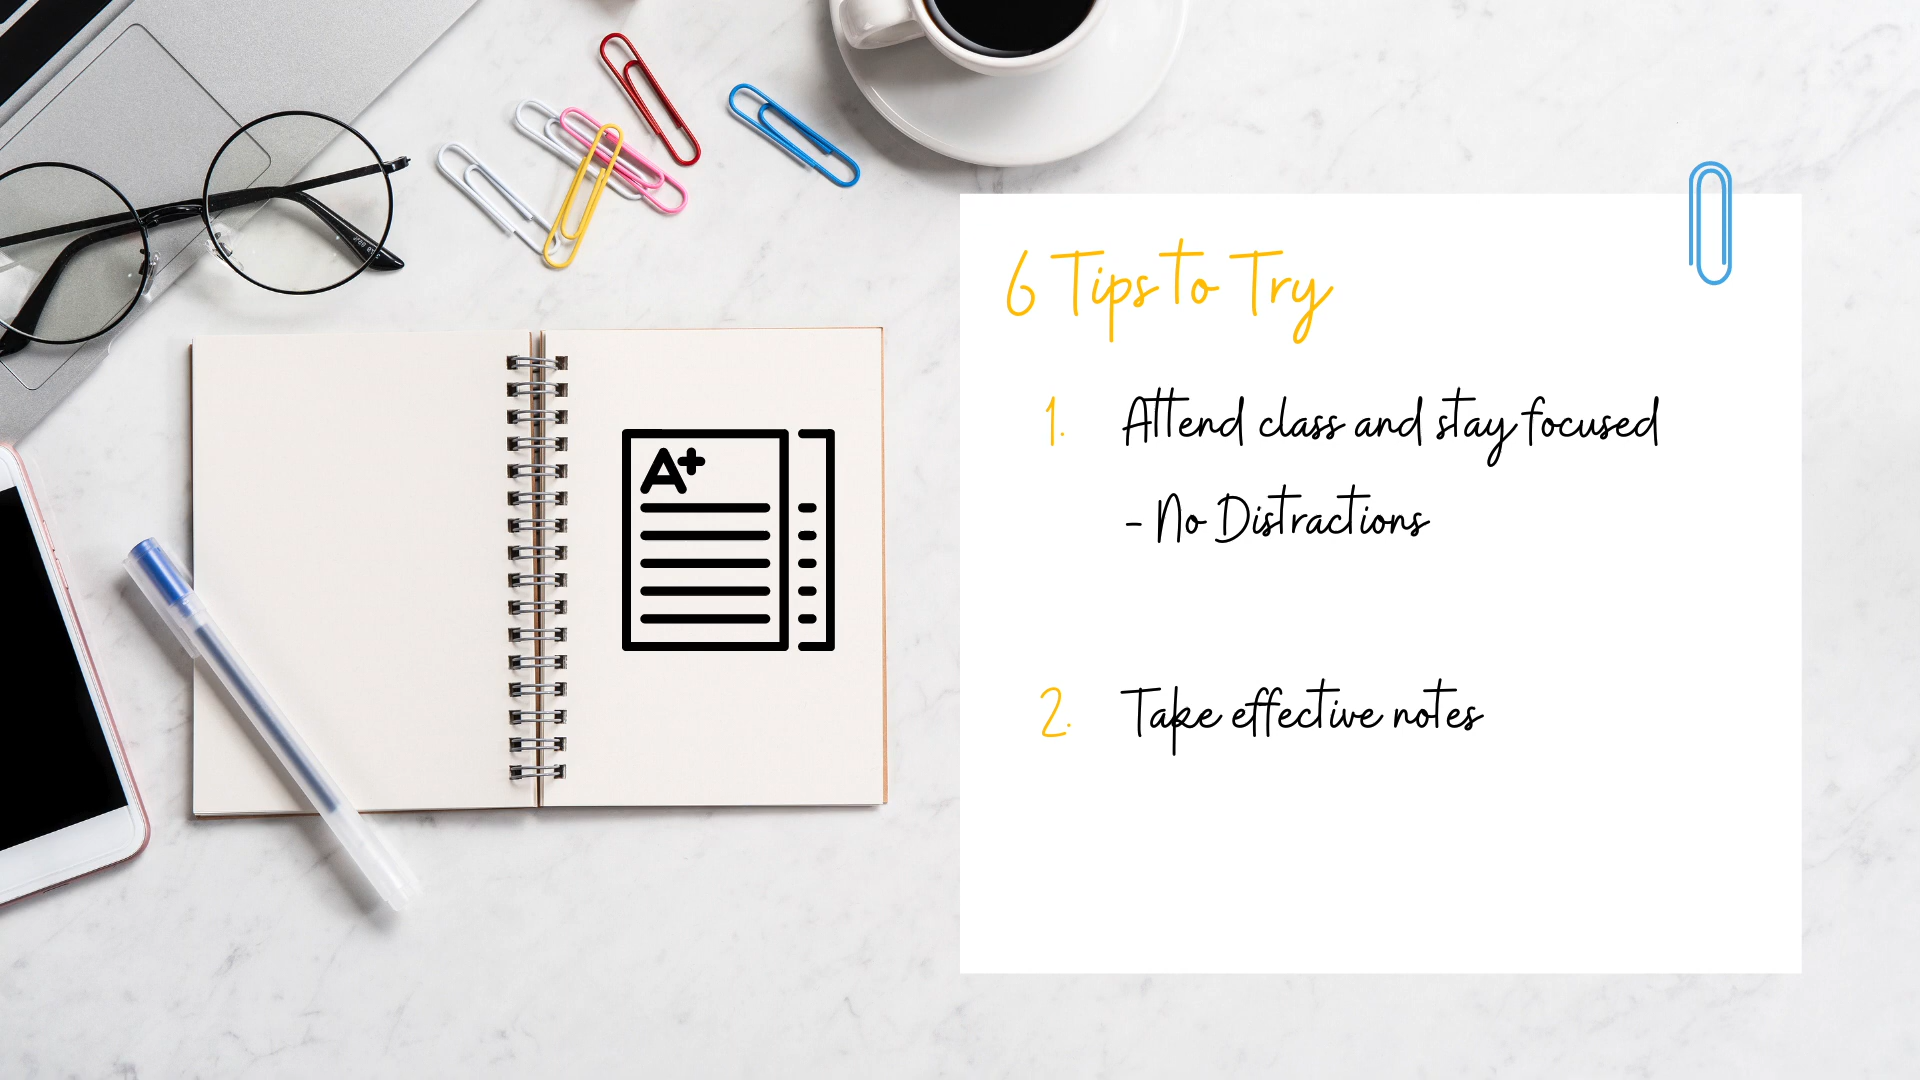 A+
6 Tips to Try
1. Attend class and stay focused
- No Distractions
2. Take effective notes